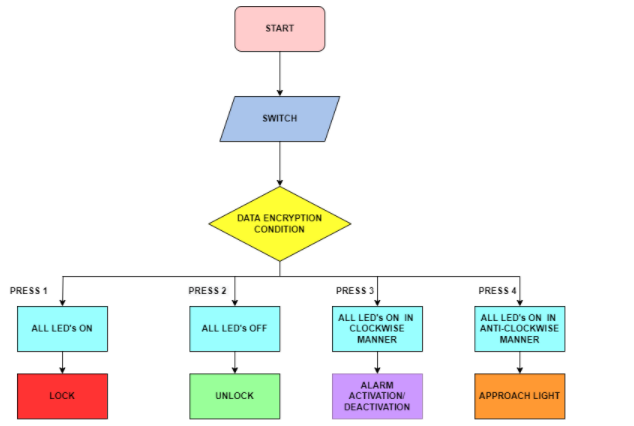 START
SWITCH
DATA ENCRYPTION
CONDITION
PRESS 1
PRESS 2
PRESS 3
PRESS 4
ALL LED's ON
ALL LED's OFF
ALL LED's ON IN
CLOCKWISE
MANNER
ALL LED's ON IN
ANTI-CLOCKWISE
MANNER
LOCK
UNLOCK
ALARM
ACTIVATION/
DEACTIVATION
APPROACH LIGHT